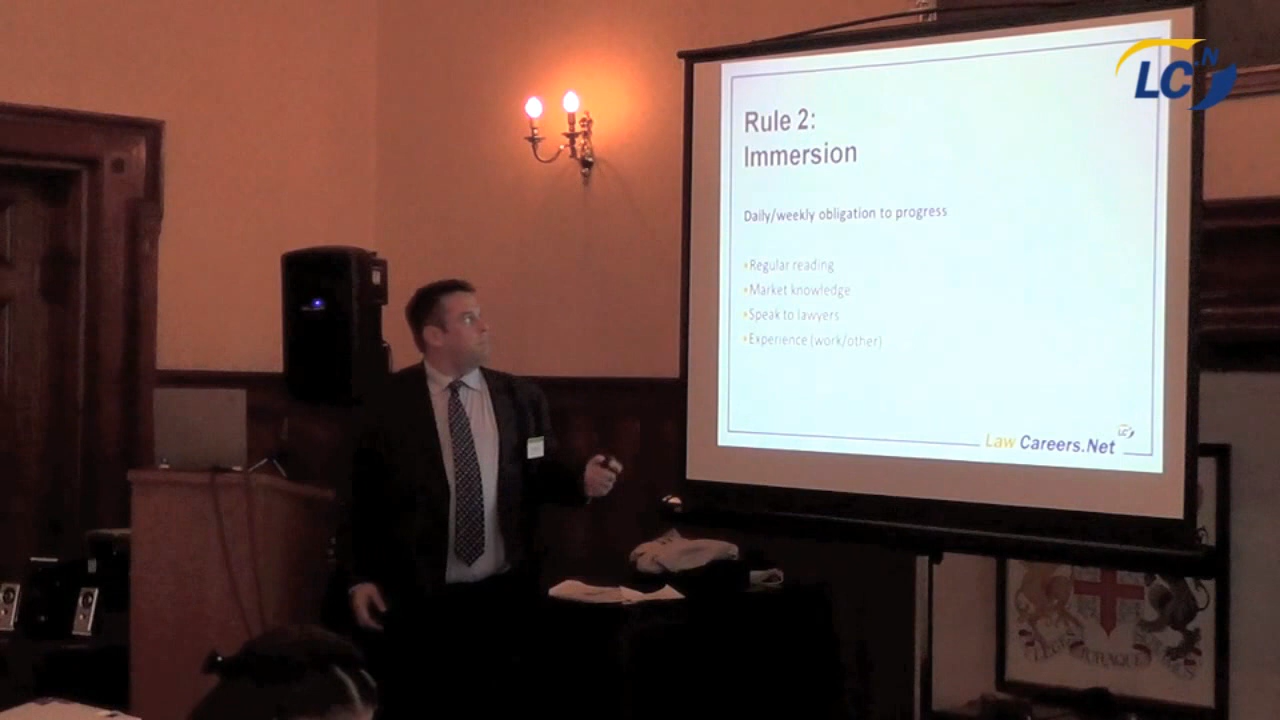 LCN
Rule 2:
Immersion
Daily/weekly obligation to progress
•Regular reading
•Market knowledge
•Speak to lawyers
•Experience (work/other)
LawCareers.Net